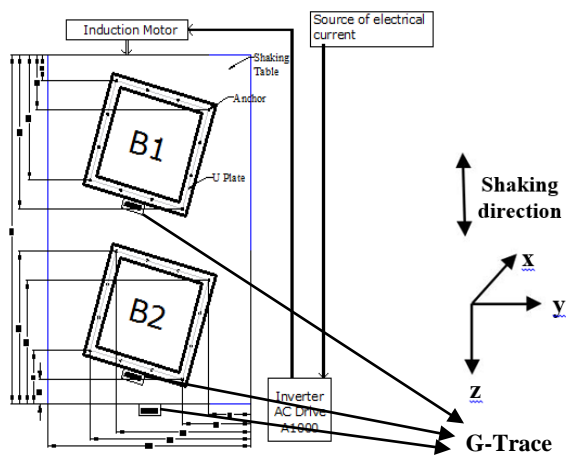 Induction Motor
Source of electrical
current
Shaking
Table
Anchor
B1
U Plate
Shaking
direction
x
y
z
B2
Inverter
AC Drive
A1000
G-Trace